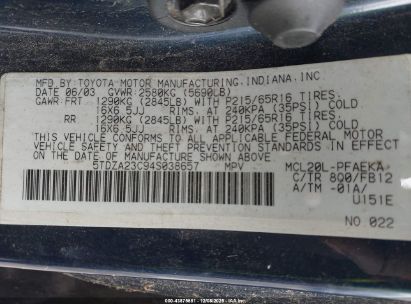 MFD.BY:TOYOTA MOTOR MANUFACTURING,INDIANA,INC
DATE 06/03 GVWR 2580KG (5690LB)
GAWR:FRT 1290KG (2845LB) WITH P215/65R16 TIRES,
16X6.5JJ RIMS, AT 240KPA (35PSI) COLD
RR 1290KG (2845LB) WITH P215/65R16 TIRES,
16X6.5JJ RIMS, AT 240KPA (35PSI) COLD
THIS VEHICLE CONFORMS TO ALL APPLICABLE FEDERAL MOTOR
VEHICLE SAFETY, BUMPER, AND THEFT PREVENTION STANDARDS IN EFFECT ON THE
DATE OF MANUFACTURE SHOWN ABOVE.
5TDZA23C94S038657 MPV MCL20L-PFAEKA
C/TR 8Q0/FB12
A/TM -01A/
U151E
NO. 022